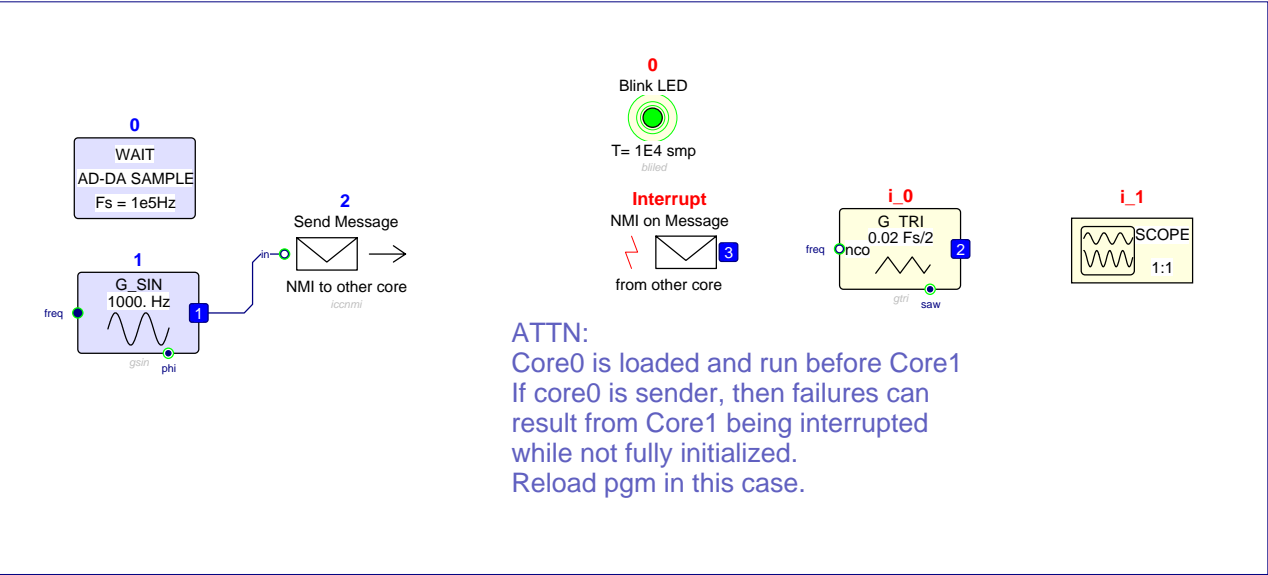 0
WAIT
AD-DA SAMPLE
Fs = 1e5Hz
1
G_SIN
1000. Hz
freq
1
gsin
phi
2
Send Message
in
NMI to other core
iccnmi
0
Blink LED
T= 1E4 smp
bliled
Interrupt
NMI on Message
3
from other core
i_0
G_TRI
0.02 Fs/2
freq
nco
2
gtri
saw
i_1
SCOPE
1:1
ATTN:
Core0 is loaded and run before Core1
If core0 is sender, then failures can
result from Core1 being interrupted
while not fully initialized.
Reload pgm in this case.